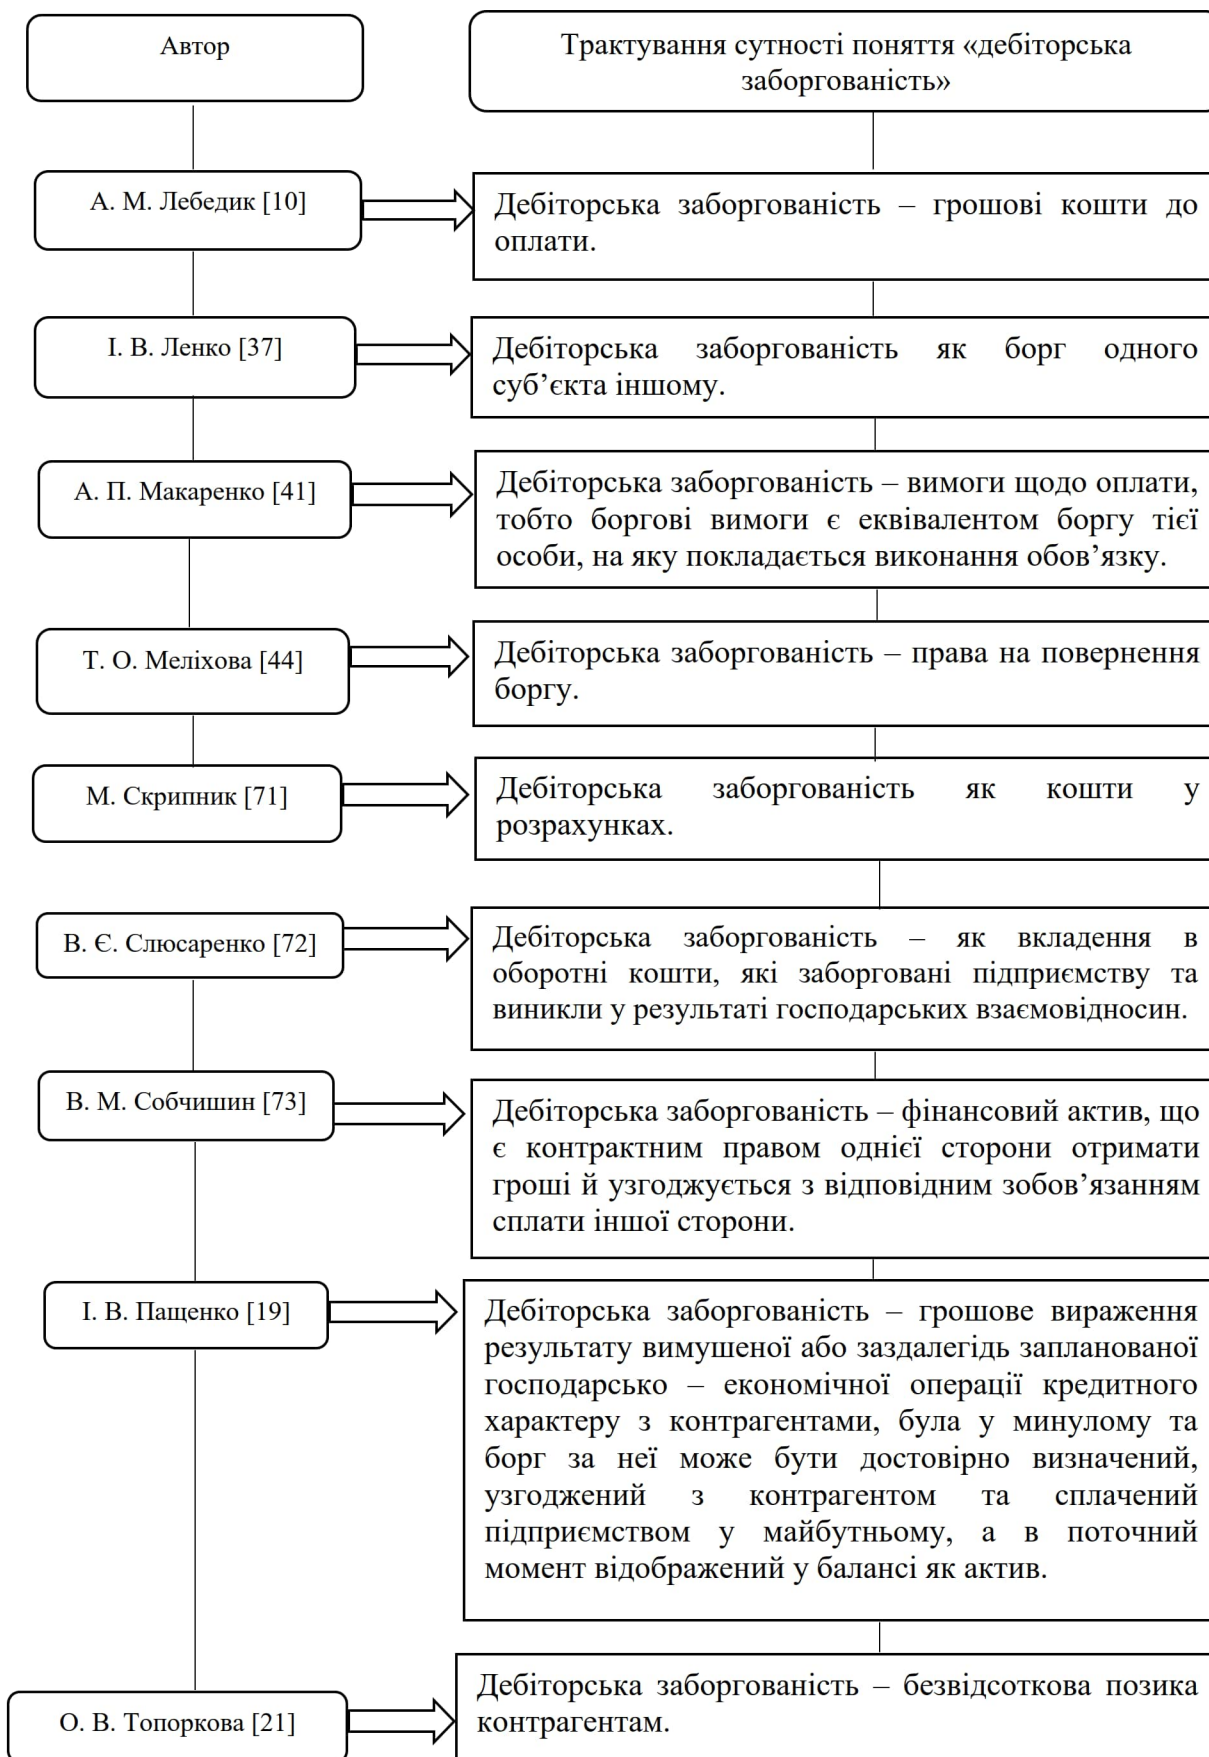 Автор
Трактування сутності поняття «дебіторська
заборгованість»
А. М. Лебедик [10]
Дебіторська заборгованість – грошові кошти до
оплати.
І. В. Ленко [37]
Дебіторська заборгованість як борг одного
суб’єкта іншому.
А. П. Макаренко [41]
Дебіторська заборгованість – вимоги щодо оплати,
тобто боргові вимоги є еквівалентом боргу тієї
особи, на яку покладається виконання обов’язку.
Т. О. Меліхова [44]
Дебіторська заборгованість – права на повернення
боргу.
М. Скрипник [71]
Дебіторська заборгованість як кошти у
розрахунках.
В. Є. Слюсаренко [72]
Дебіторська заборгованість – як вкладення в
оборотні кошти, які заборговані підприємству та
виникли у результаті господарських взаємовідносин.
В. М. Собчишин [73]
Дебіторська заборгованість – фінансовий актив, що
є контрактним правом однієї сторони отримати
гроші й узгоджується з відповідним зобов’язанням
сплати іншої сторони.
І. В. Пащенко [19]
Дебіторська заборгованість – грошове вираження
результату вимушеної або заздалегідь запланованої
господарсько – економічної операції кредитного
характеру з контрагентами, була у минулому та
борг за неї може бути достовірно визначений,
узгоджений з контрагентом та сплачений
підприємством у майбутньому, а в поточний
момент відображений у балансі як актив.
О. В. Топоркова [21]
Дебіторська заборгованість – безвідсоткова позика
контрагентам.